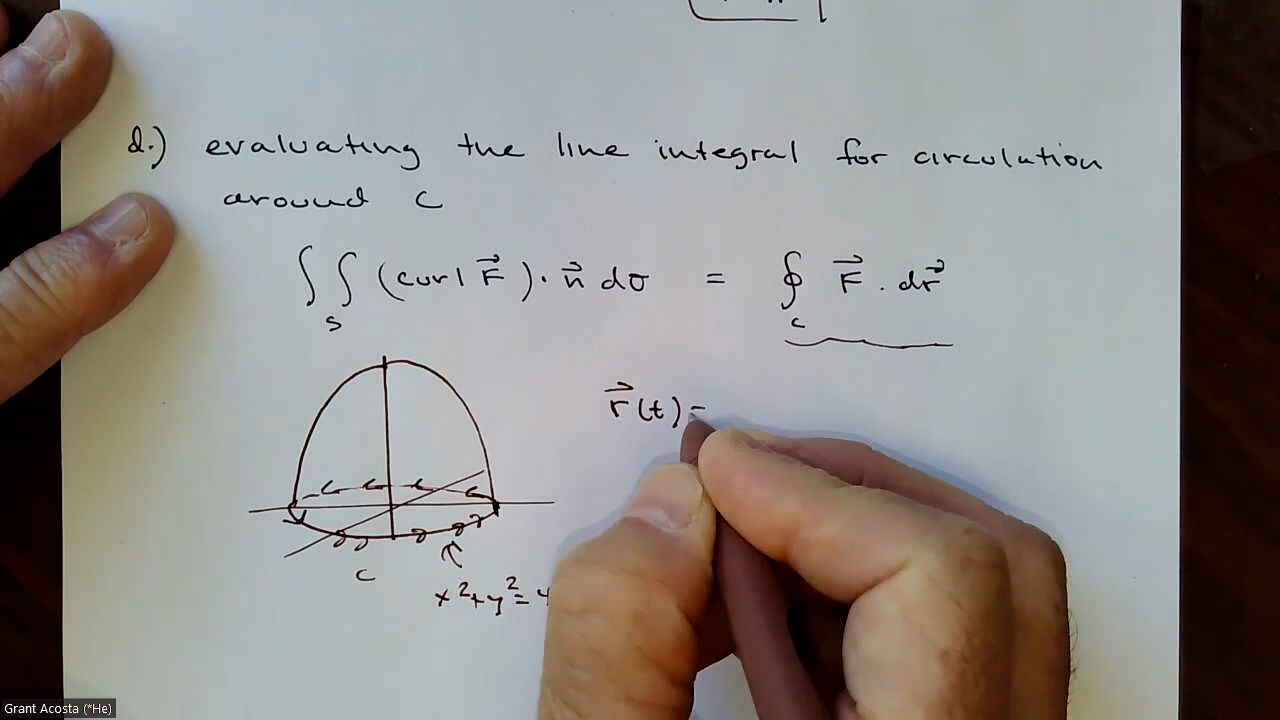 d.) evaluating the line integral for circulation
around C
∬ (curl F⃗) · n⃗ dσ = ∮ F⃗ . dr⃗
S C
r⃗(t) =
C
x²+y²=4
Grant Acosta (*He)